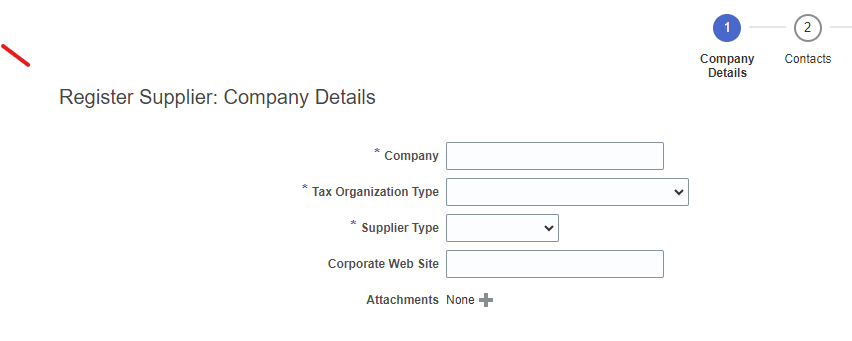 1
2
Company
Details
Contacts
Register Supplier: Company Details
* Company
* Tax Organization Type
* Supplier Type
Corporate Web Site
Attachments None